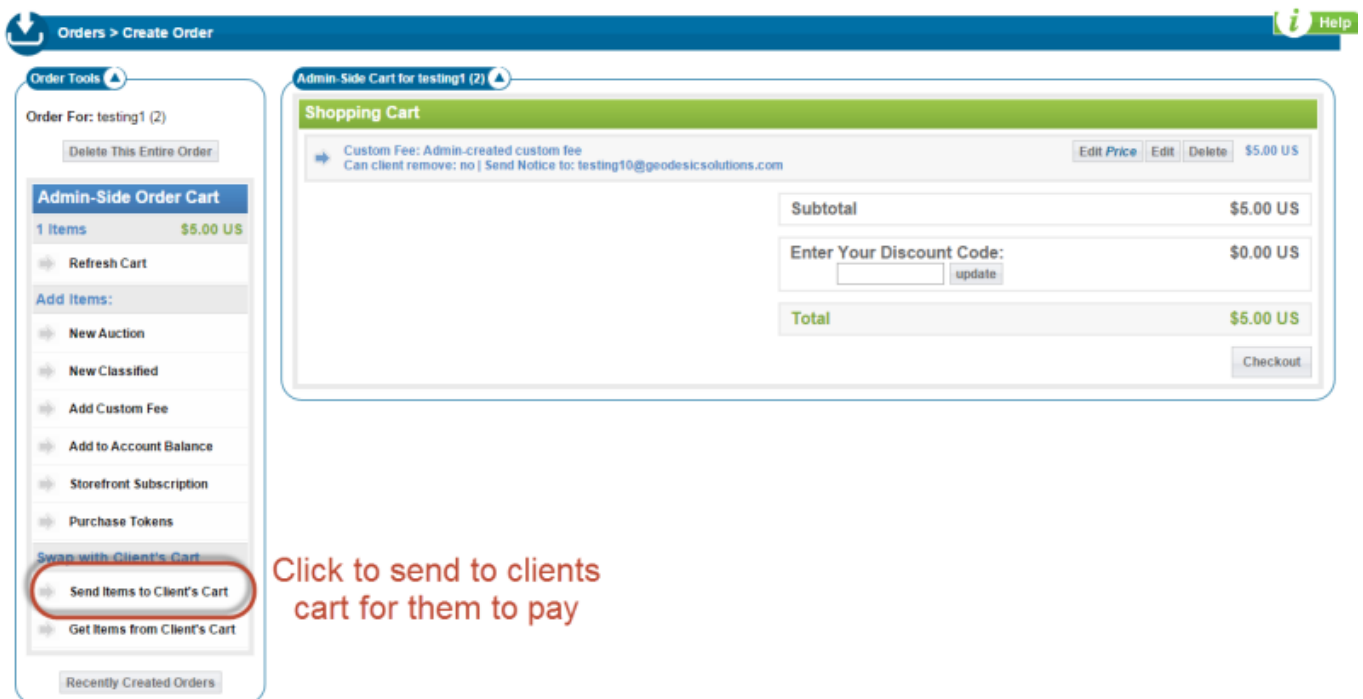 Orders > Create Order
i Help
Order Tools
Order For: testing1 (2)
Delete This Entire Order
Admin-Side Order Cart
1 Items $5.00 US
Refresh Cart
Add Items:
New Auction
New Classified
Add Custom Fee
Add to Account Balance
Storefront Subscription
Purchase Tokens
Swap with Client's Cart
Send Items to Client's Cart
Get Items from Client's Cart
Recently Created Orders
Admin-Side Cart for testing1 (2)
Shopping Cart
Custom Fee: Admin-created custom fee
Can client remove: no | Send Notice to: testing10@geodesicsolutions.com
Edit Price Edit Delete $5.00 US
Subtotal $5.00 US
Enter Your Discount Code: $0.00 US
update
Total $5.00 US
Checkout
Click to send to clients
cart for them to pay